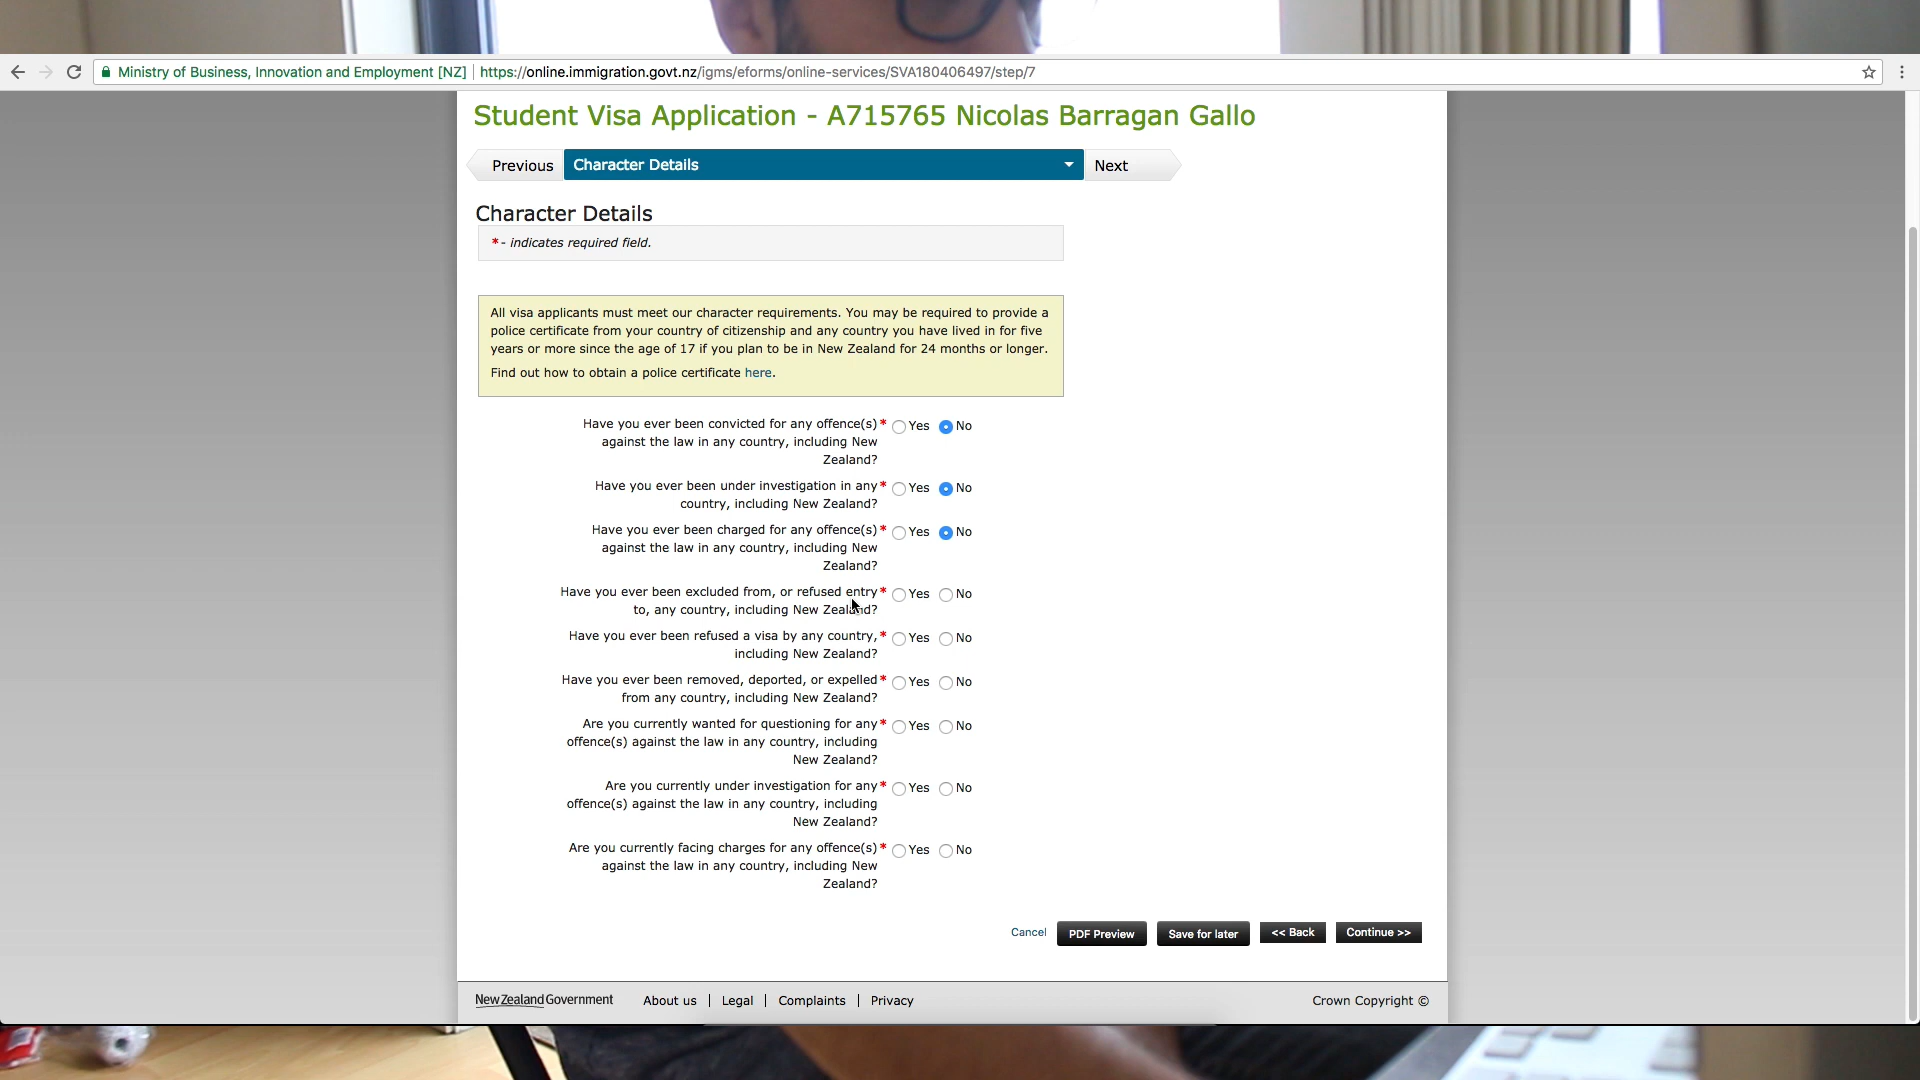 Ministry of Business, Innovation and Employment [NZ] https://online.immigration.govt.nz/igms/eforms/online-services/SVA180406497/step/7
Student Visa Application - A715765 Nicolas Barragan Gallo
Previous Character Details Next
Character Details
*- indicates required field.
All visa applicants must meet our character requirements. You may be required to provide a
police certificate from your country of citizenship and any country you have lived in for five
years or more since the age of 17 if you plan to be in New Zealand for 24 months or longer.
Find out how to obtain a police certificate here.
Have you ever been convicted for any offence(s)* Yes No
against the law in any country, including New
Zealand?
Have you ever been under investigation in any* Yes No
country, including New Zealand?
Have you ever been charged for any offence(s)* Yes No
against the law in any country, including New
Zealand?
Have you ever been excluded from, or refused entry* Yes No
to, any country, including New Zealand?
Have you ever been refused a visa by any country,* Yes No
including New Zealand?
Have you ever been removed, deported, or expelled* Yes No
from any country, including New Zealand?
Are you currently wanted for questioning for any* Yes No
offence(s) against the law in any country, including
New Zealand?
Are you currently under investigation for any* Yes No
offence(s) against the law in any country, including
New Zealand?
Are you currently facing charges for any offence(s)* Yes No
against the law in any country, including New
Zealand?
Cancel PDF Preview Save for later << Back Continue >>
New Zealand Government About us | Legal | Complaints | Privacy Crown Copyright ©